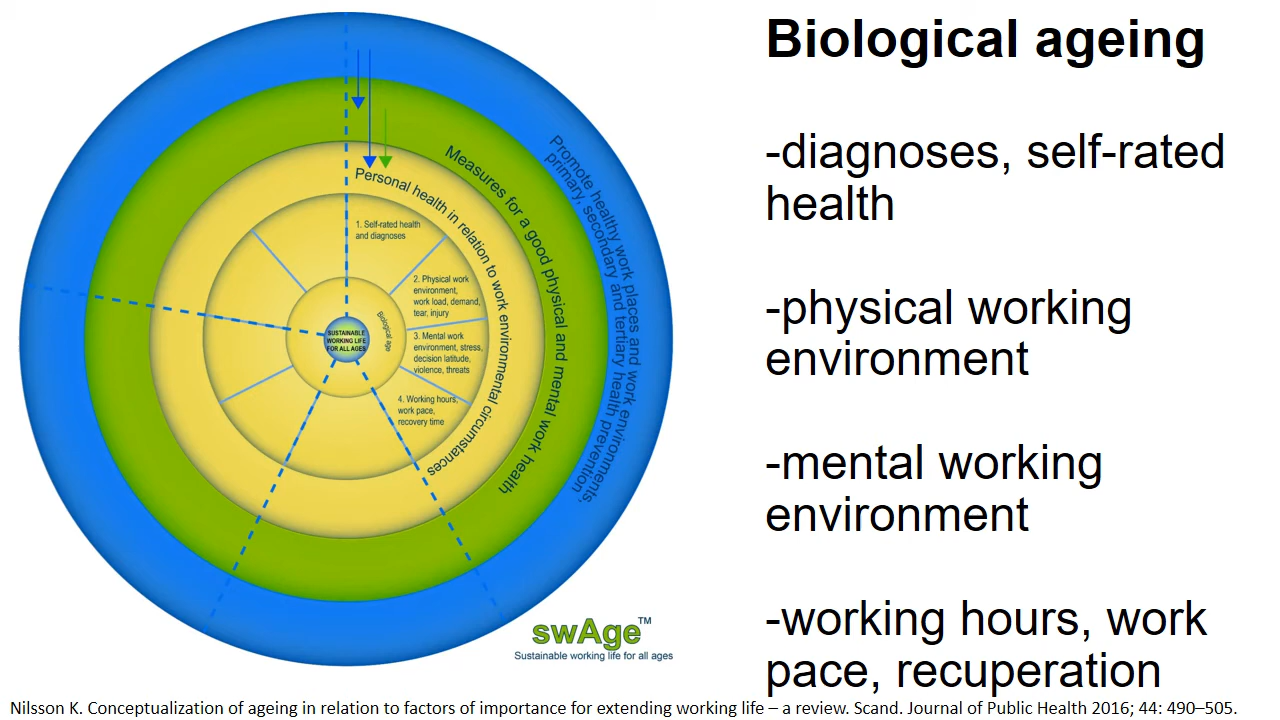 Biological ageing
-diagnoses, self-rated
health
-physical working
environment
-mental working
environment
-working hours, work
pace, recuperation
Promote healthy work places and work environments,
primary, secondary and tertiary health prevention
Measures for a good physical and mental work health
Personal health in relation to work environmental circumstances
1. Self-rated health
and diagnoses
2. Physical work
environment,
work load, demand,
tear, injury
3. Mental work
environment, stress,
decision latitude,
violence, threats
4. Working hours,
work pace,
recovery time
Biological age
SUSTAINABLE
WORKING LIFE
FOR ALL AGES
swAge™
Sustainable working life for all ages
Nilsson K. Conceptualization of ageing in relation to factors of importance for extending working life – a review. Scand. Journal of Public Health 2016; 44: 490–505.